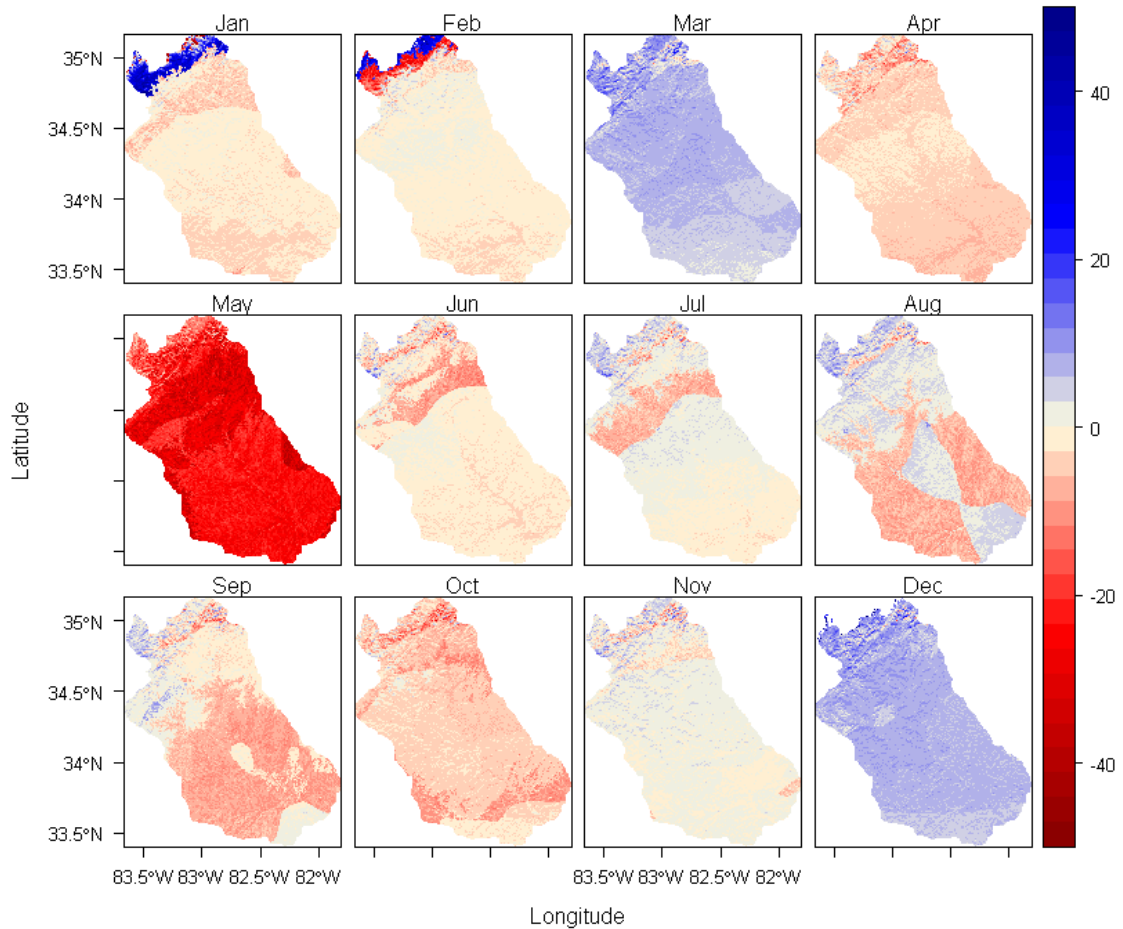 Jan Feb Mar Apr
35°N
34.5°N
34°N
33.5°N
40
20
0
-20
-40
May Jun Jul Aug
Latitude
Sep Oct Nov Dec
35°N
34.5°N
34°N
33.5°N
83.5°W 83°W 82.5°W 82°W 83.5°W 83°W 82.5°W 82°W
Longitude